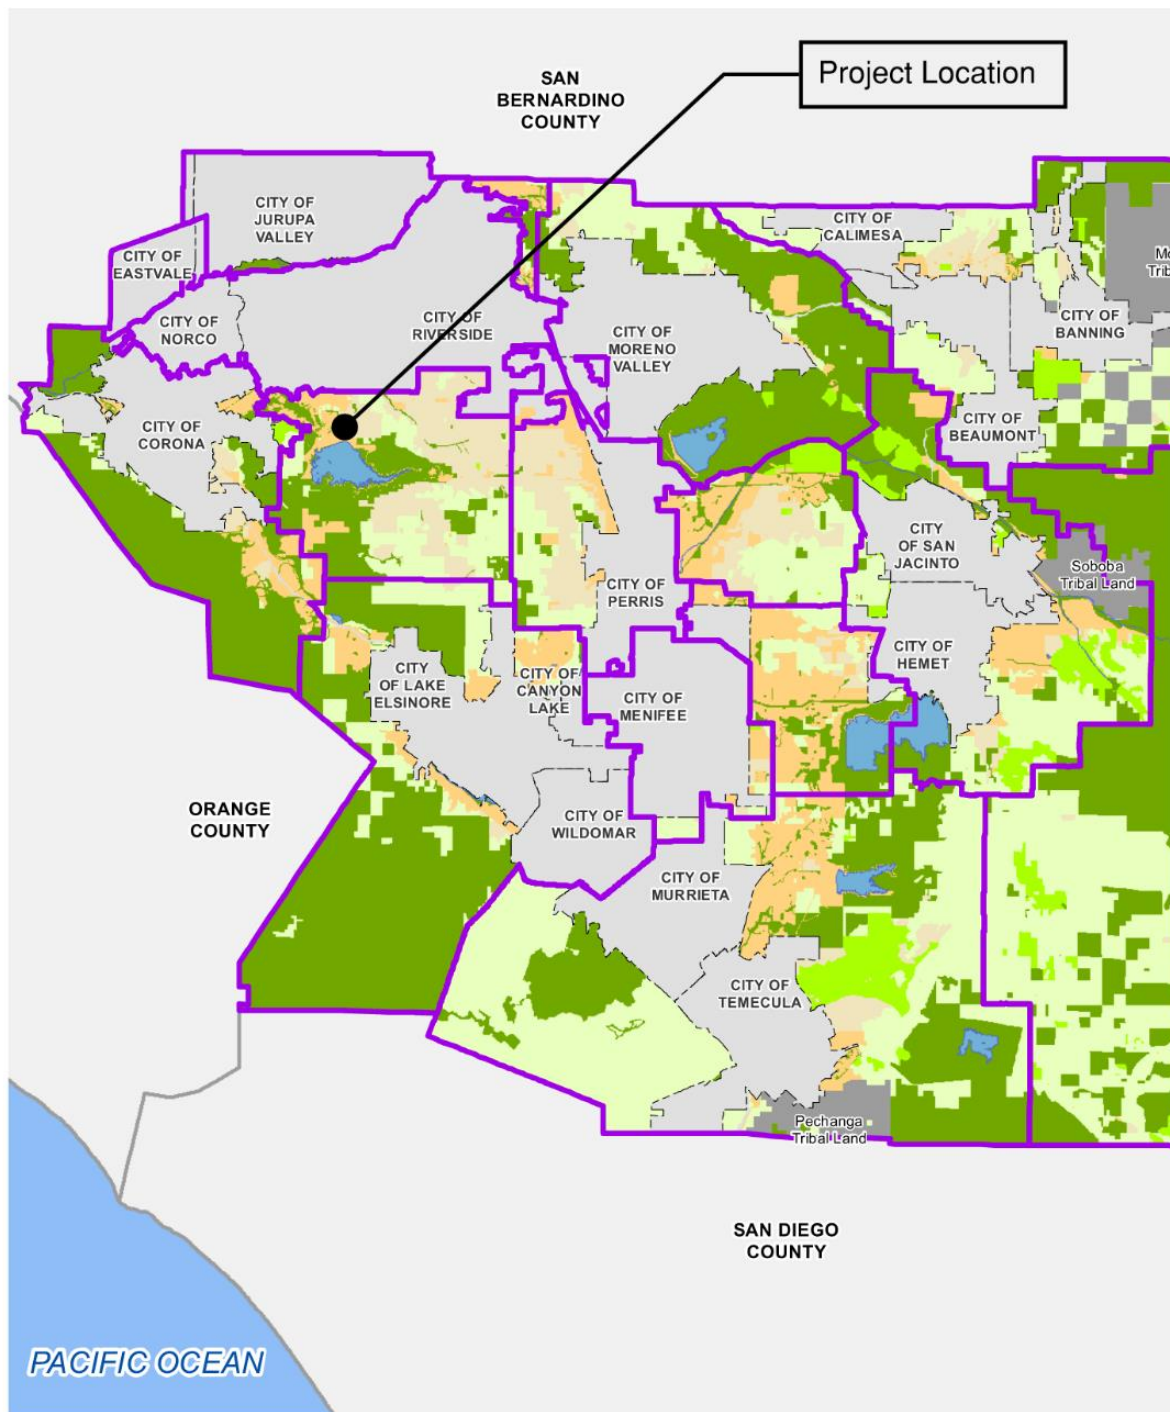 Project Location
SAN
BERNARDINO
COUNTY
CITY OF
JURUPA
VALLEY
CITY OF
EASTVALE
CITY OF
CALIMESA
CITY OF
NORCO
CITY OF
RIVERSIDE
CITY OF
MORENO
VALLEY
CITY OF
BANNING
CITY OF
CORONA
CITY OF
BEAUMONT
CITY
OF SAN
JACINTO
Soboba
Tribal Land
CITY OF
PERRIS
CITY OF
HEMET
CITY
OF LAKE
ELSINORE
CITY OF
CANYON
LAKE
CITY OF
MENIFEE
ORANGE
COUNTY
CITY OF
WILDOMAR
CITY OF
MURRIETA
CITY OF
TEMECULA
Pechanga
Tribal Land
SAN DIEGO
COUNTY
PACIFIC OCEAN